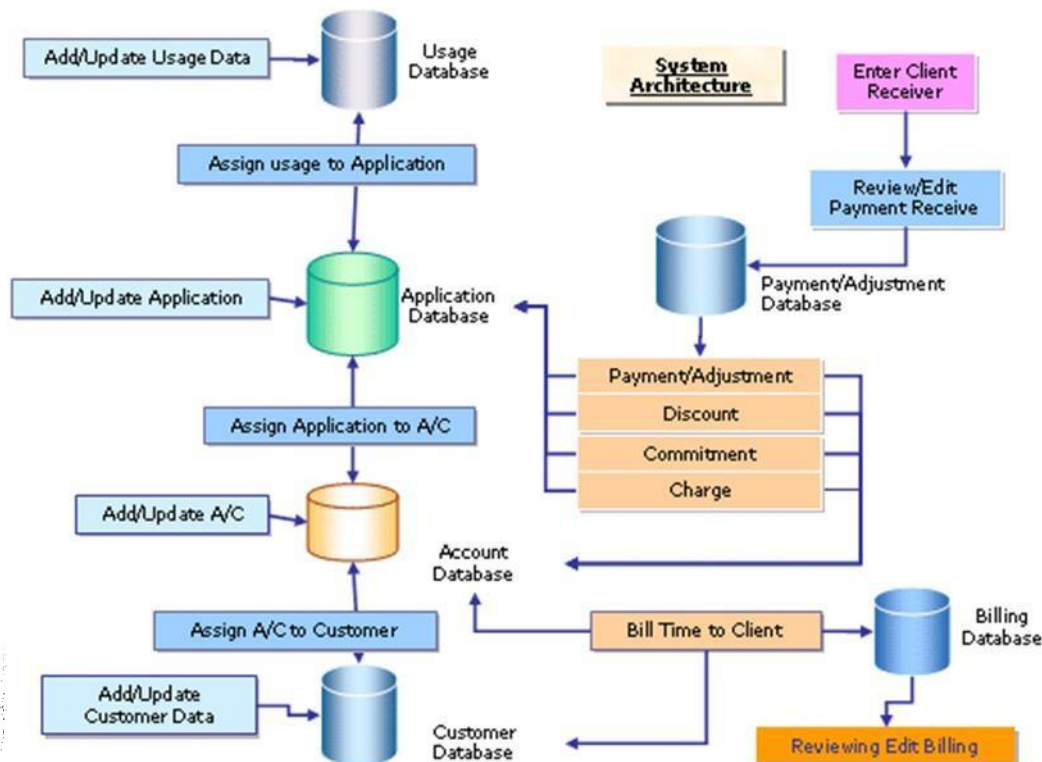 Add/Update Usage Data
Usage
Database
System
Architecture
Enter Client
Receiver
Assign usage to Application
Review/Edit
Payment Receive
Add/Update Application
Application
Database
Payment/Adjustment
Database
Payment/Adjustment
Discount
Commitment
Charge
Assign Application to A/C
Add/Update A/C
Account
Database
Assign A/C to Customer
Bill Time to Client
Billing
Database
Add/Update
Customer Data
Customer
Database
Reviewing Edit Billing